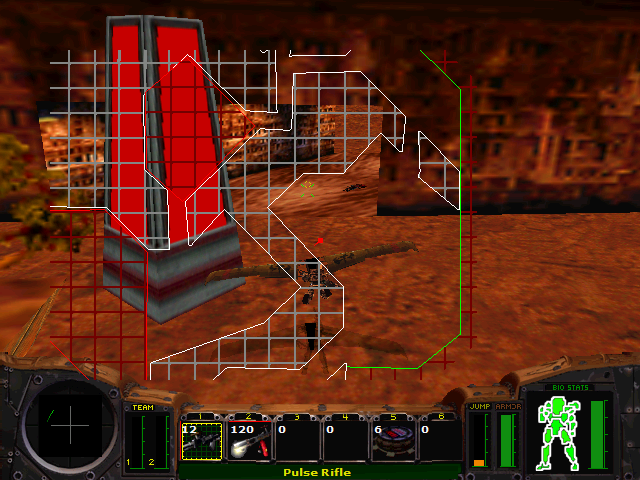 TEAM
1 2
1 2 3 4 5 6
12 120 0 0 6 0
JUMP ARMOR
BIO STATS
Pulse Rifle